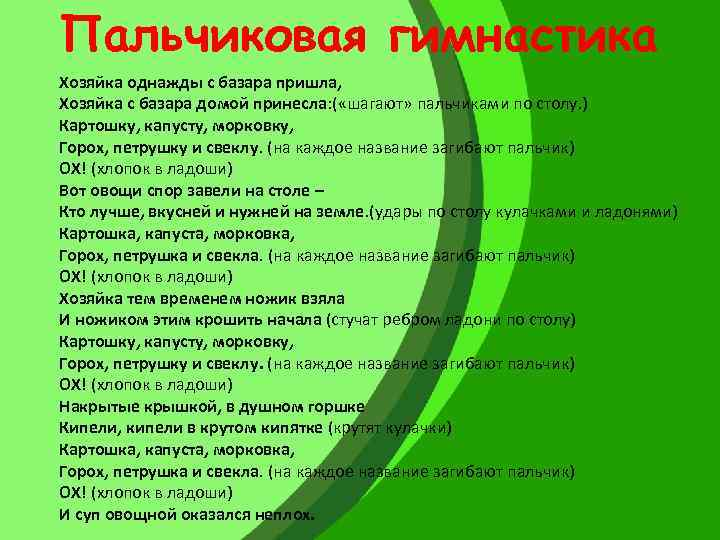 Пальчиковая гимнастика
Хозяйка однажды с базара пришла,
Хозяйка с базара домой принесла: («шагают» пальчиками по столу. )
Картошку, капусту, морковку,
Горох, петрушку и свеклу. (на каждое название загибают пальчик)
ОХ! (хлопок в ладоши)
Вот овощи спор завели на столе –
Кто лучше, вкусней и нужней на земле. (удары по столу кулачками и ладонями)
Картошка, капуста, морковка,
Горох, петрушка и свекла. (на каждое название загибают пальчик)
ОХ! (хлопок в ладоши)
Хозяйка тем временем ножик взяла
И ножиком этим крошить начала (стучат ребром ладони по столу)
Картошку, капусту, морковку,
Горох, петрушку и свеклу. (на каждое название загибают пальчик)
ОХ! (хлопок в ладоши)
Накрытые крышкой, в душном горшке
Кипели, кипели в крутом кипятке (крутят кулачки)
Картошка, капуста, морковка,
Горох, петрушка и свекла. (на каждое название загибают пальчик)
ОХ! (хлопок в ладоши)
И суп овощной оказался неплох.